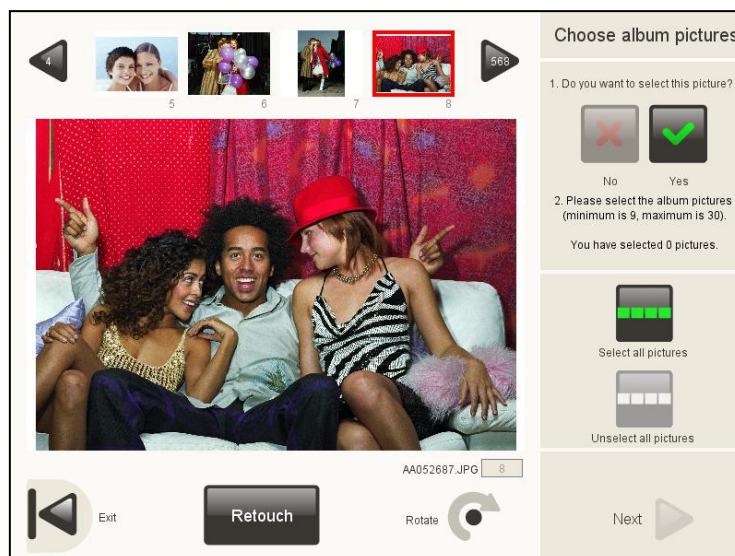 Choose album pictures
4
568
5
6
7
8
1. Do you want to select this picture?
No
Yes
2. Please select the album pictures
(minimum is 9, maximum is 30).
You have selected 0 pictures.
Select all pictures
Unselect all pictures
AA052687.JPG
8
Exit
Retouch
Rotate
Next